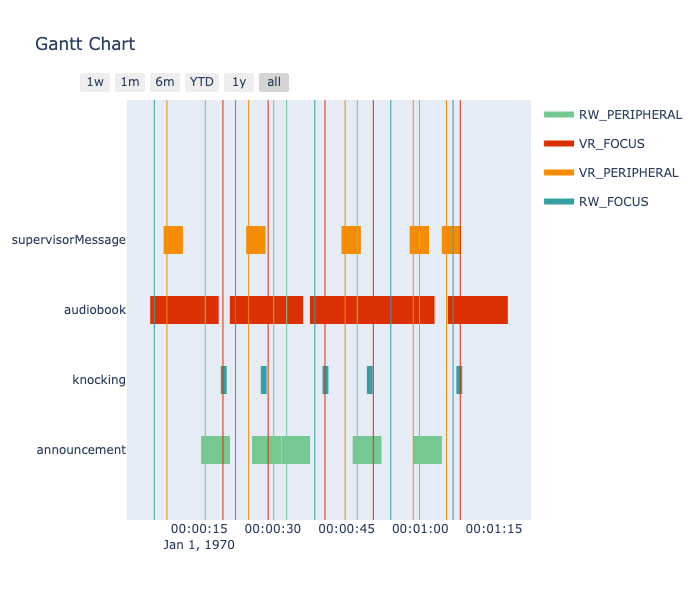 Gantt Chart
1w 1m 6m YTD 1y all
RW_PERIPHERAL
VR_FOCUS
VR_PERIPHERAL
RW_FOCUS
supervisorMessage
audiobook
knocking
announcement
00:00:15 00:00:30 00:00:45 00:01:00 00:01:15
Jan 1, 1970